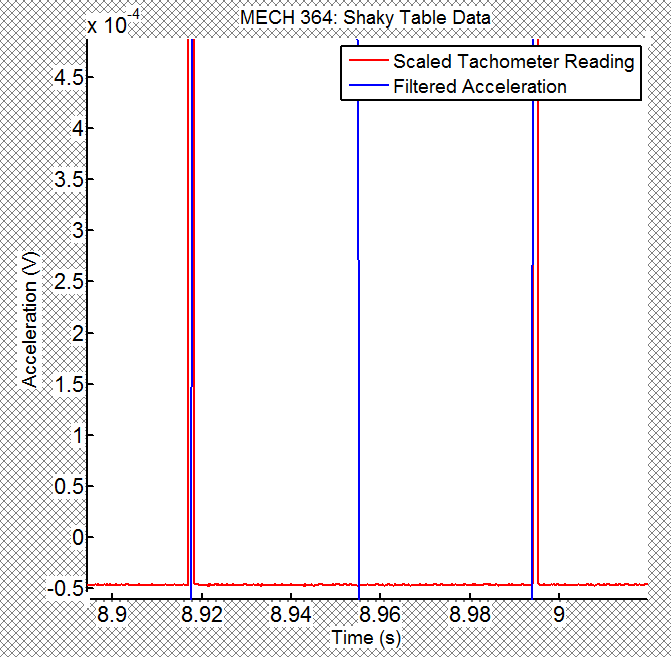 MECH 364: Shaky Table Data
x 10^-4
Scaled Tachometer Reading
Filtered Acceleration
4.5
4
3.5
3
2.5
2
1.5
1
0.5
0
-0.5
Acceleration (V)
8.9 8.92 8.94 8.96 8.98 9
Time (s)